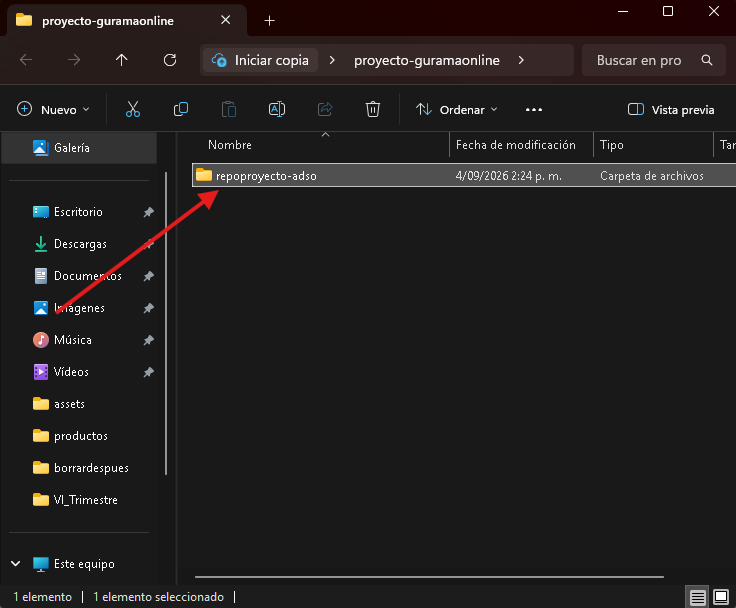 proyecto-guramaonline
Iniciar copia > proyecto-guramaonline >
Buscar en pro
Nuevo
Ordenar
Vista previa
Galería
Nombre
Fecha de modificación
Tipo
Tar
repoproyecto-adso
4/09/2026 2:24 p. m.
Carpeta de archivos
Escritorio
Descargas
Documentos
Imágenes
Música
Vídeos
assets
productos
borrardespues
VI_Trimestre
Este equipo
1 elemento | 1 elemento seleccionado |